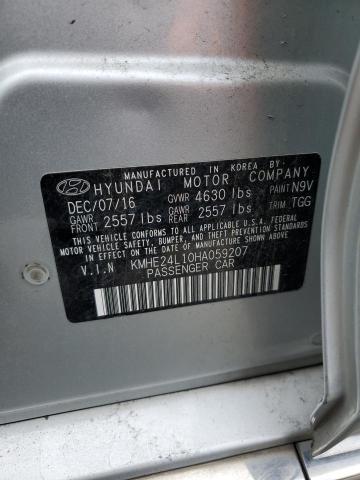 MANUFACTURED IN KOREA BY:
HYUNDAI MOTOR COMPANY
DEC/07/16 GVWR 4630 lbs PAINT N9V
GAWR FRONT 2557 lbs GAWR REAR 2557 lbs TRIM TGG
THIS VEHICLE CONFORMS TO ALL APPLICABLE U.S.A. FEDERAL
MOTOR VEHICLE SAFETY, BUMPER, AND THEFT PREVENTION
STANDARDS IN EFFECT ON THE DATE OF MANUFACTURE SHOWN ABOVE.
V.I.N KMHE24L10HA059207
PASSENGER CAR